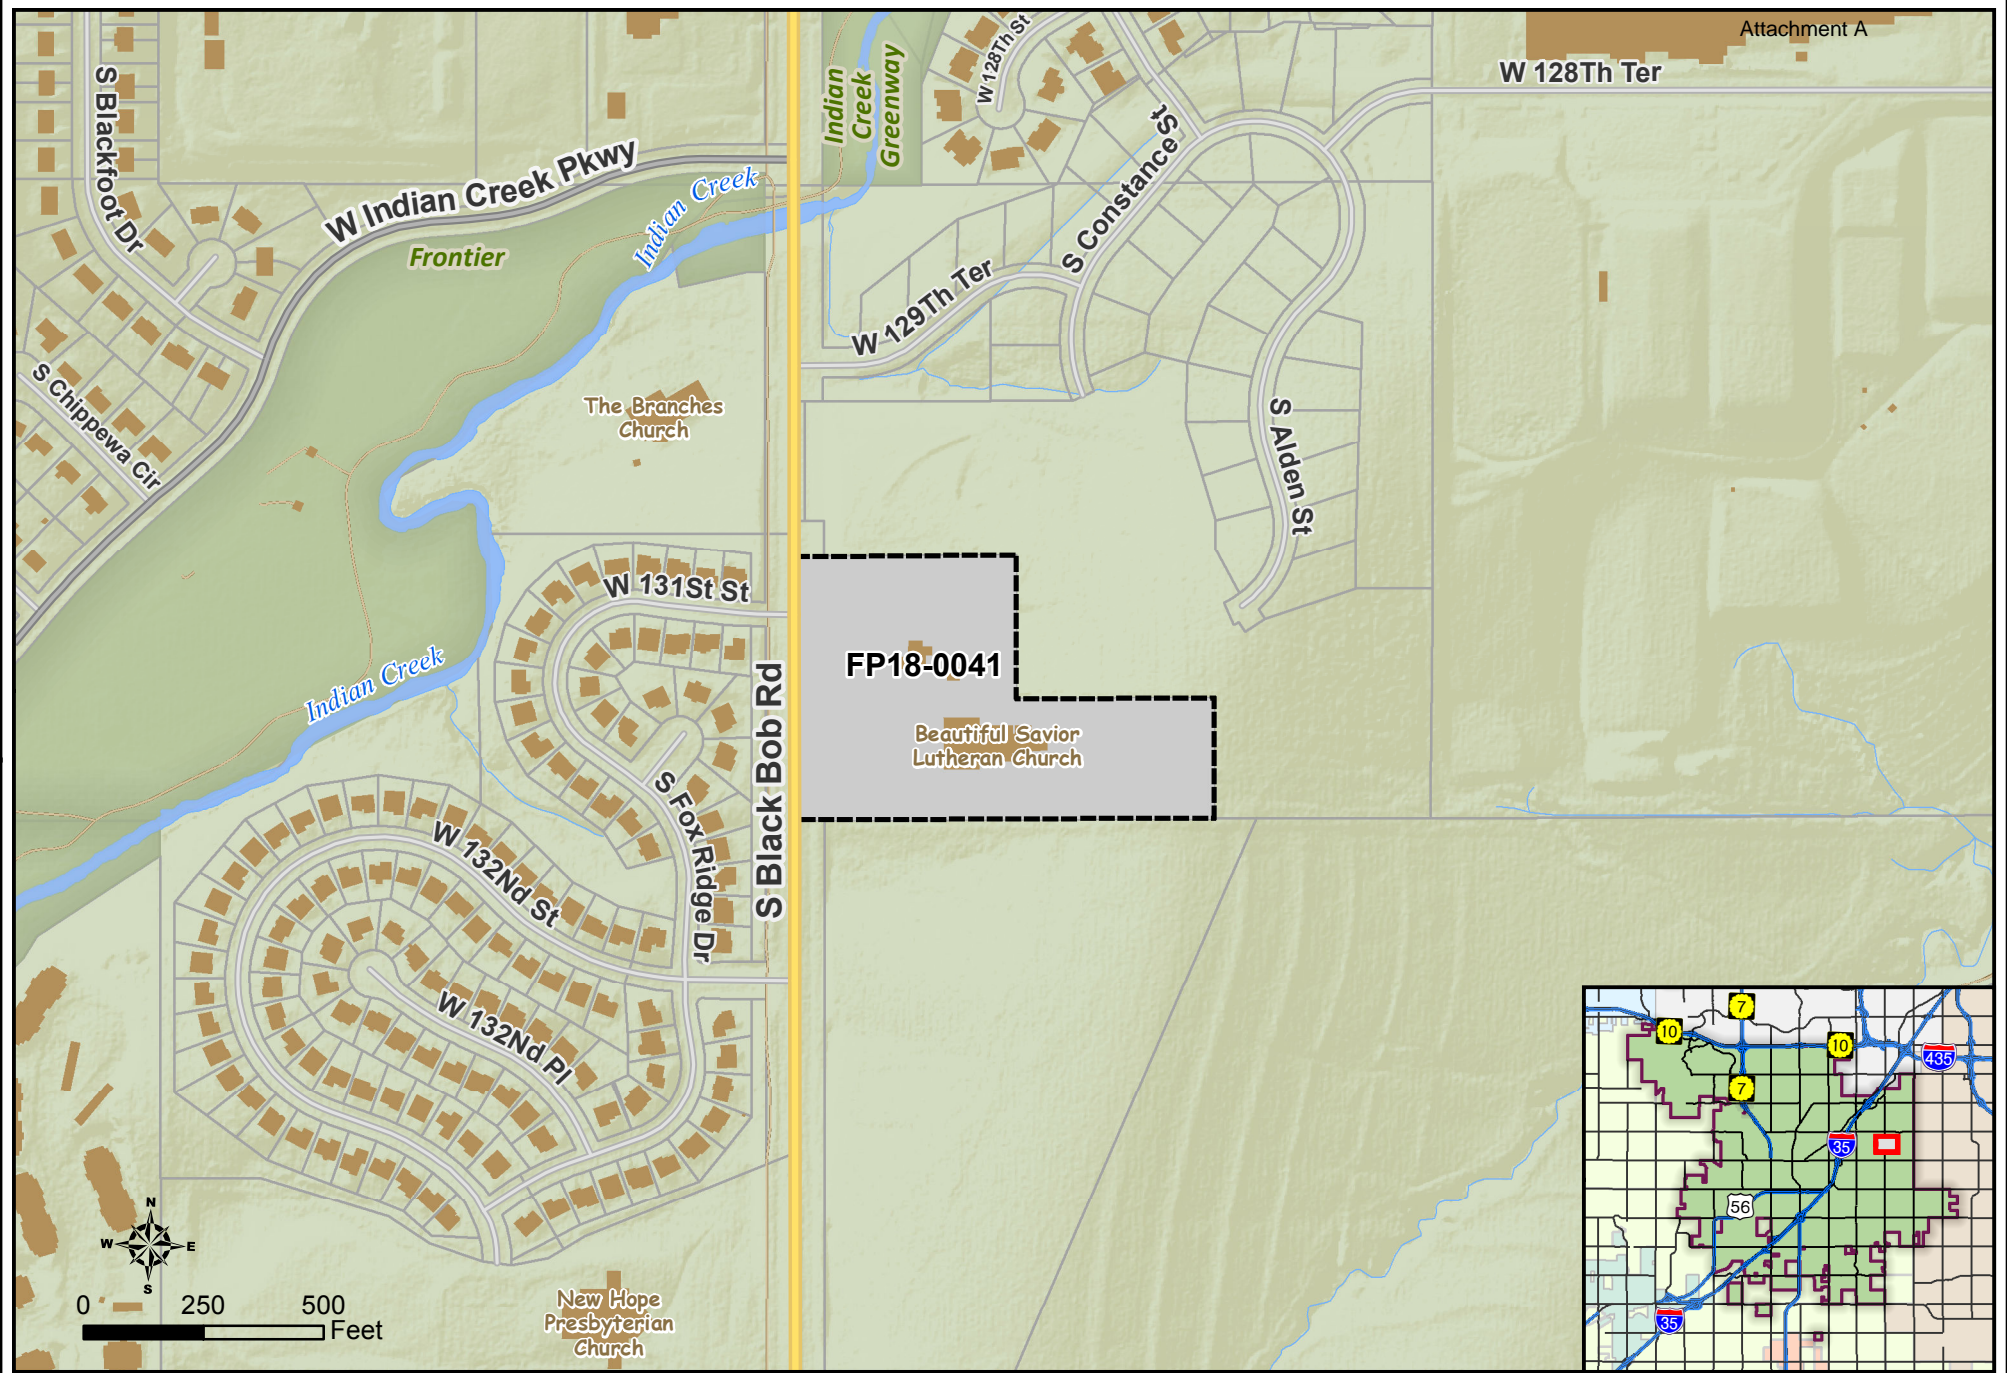 Attachment A
W 128Th St
W 128Th Ter
S Blackfoot Dr
Indian
Creek
Greenway
W Indian Creek Pkwy
Indian Creek
S Constance St
Frontier
W 129Th Ter
S Chippewa Cir
The Branches
Church
S Alden St
W 131St St
FP18-0041
Indian Creek
S Black Bob Rd
Beautiful Savior
Lutheran Church
S Fox Ridge Dr
W 132Nd St
W 132Nd Pl
N
W E
S
0 250 500
Feet
New Hope
Presbyterian
Church
7
10
10
435
7
35
56
35